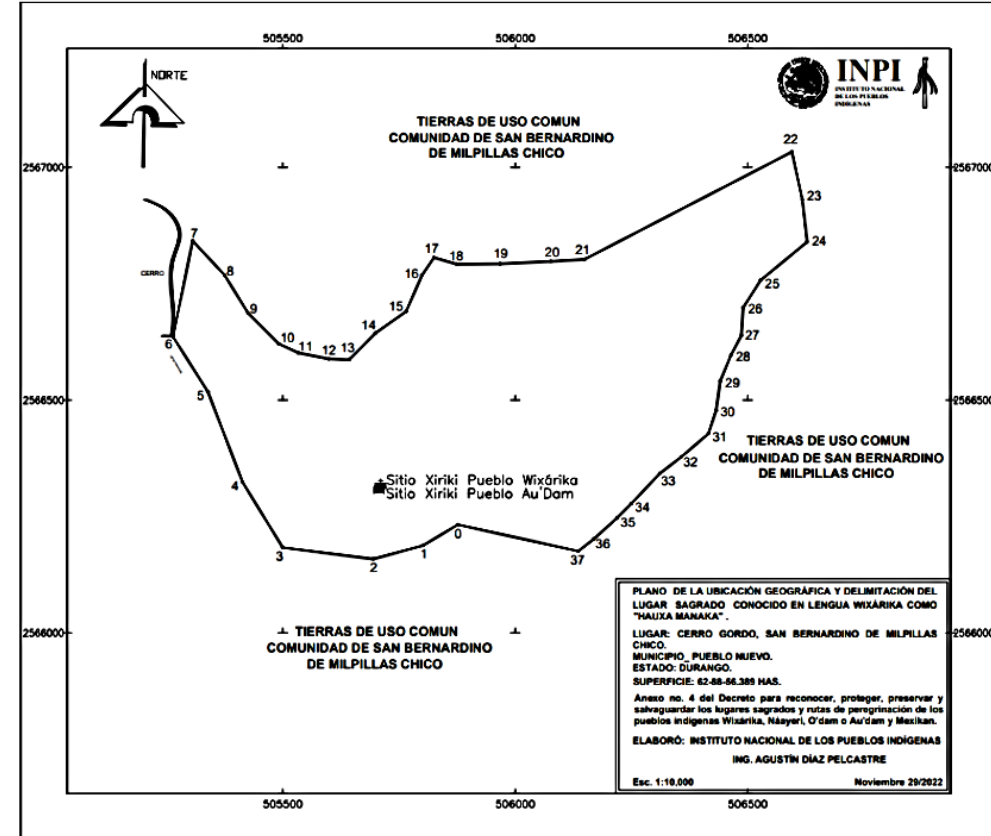 505500 506000 506500
NORTE
INPI
INSTITUTO NACIONAL
DE LOS PUEBLOS
INDÍGENAS
TIERRAS DE USO COMUN
COMUNIDAD DE SAN BERNARDINO
DE MILPILLAS CHICO
22
2567000 2567000
23
7
24
17
18 19 20 21
CERRO
8
16
25
9
15
26
6
14
27
10 11 12 13
28
29
5
2566500 2566500
30
31
TIERRAS DE USO COMUN
COMUNIDAD DE SAN BERNARDINO
DE MILPILLAS CHICO
32
33
4
Sitio Xiriki Pueblo Wixárika
Sitio Xiriki Pueblo Au'Dam
34
35
0
36
3 2 1
37
PLANO DE LA UBICACIÓN GEOGRÁFICA Y DELIMITACIÓN DEL
LUGAR SAGRADO CONOCIDO EN LENGUA WIXÁRIKA COMO
"HAUXA MANAKA" .
2566000 2566000
TIERRAS DE USO COMUN
COMUNIDAD DE SAN BERNARDINO
DE MILPILLAS CHICO
LUGAR: CERRO GORDO, SAN BERNARDINO DE MILPILLAS
CHICO.
MUNICIPIO_ PUEBLO NUEVO.
ESTADO: DURANGO.
SUPERFICIE: 62-88-56.389 HAS.
Anexo no. 4 del Decreto para reconocer, proteger, preservar y
salvaguardar los lugares sagrados y rutas de peregrinación de los
pueblos indígenas Wixárika, Náayeri, O'dam o Au'dam y Mexikan.
ELABORÓ: INSTITUTO NACIONAL DE LOS PUEBLOS INDÍGENAS
ING. AGUSTÍN DÍAZ PELCASTRE
Esc. 1:10,000 Noviembre 29/2022
505500 506000 506500